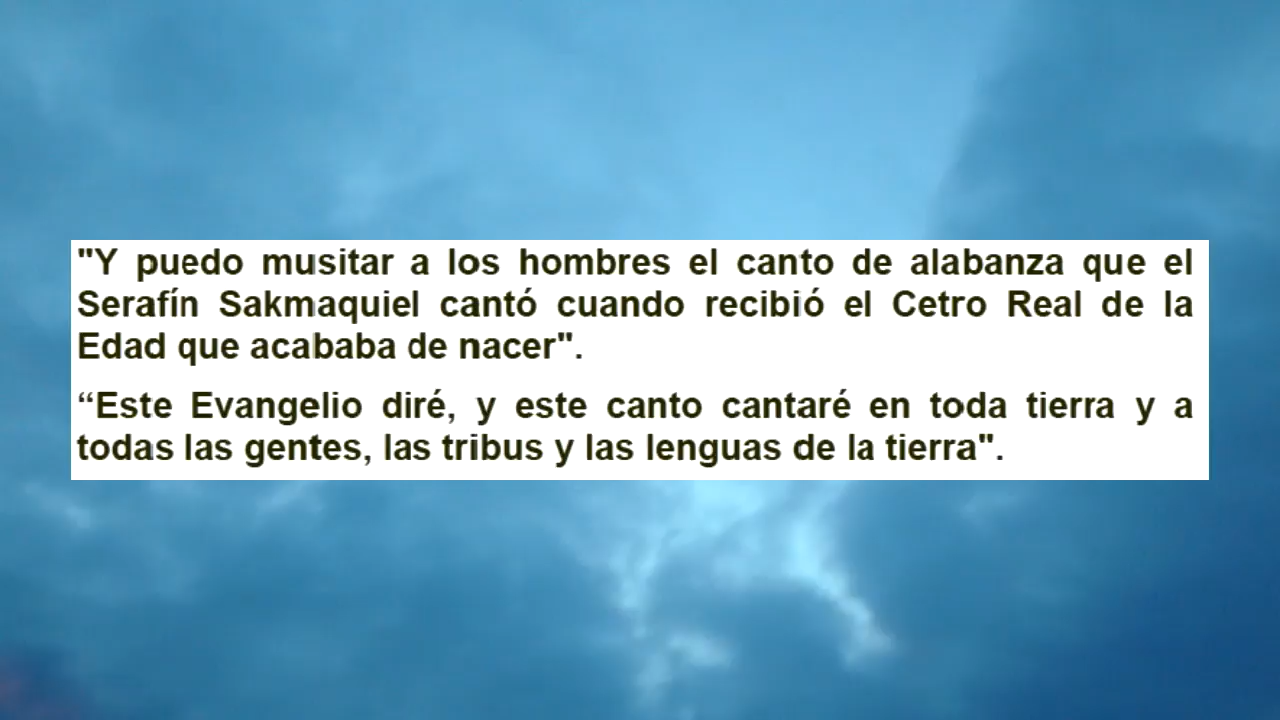 "Y puedo musitar a los hombres el canto de alabanza que el
Serafín Sakmaquiel cantó cuando recibió el Cetro Real de la
Edad que acababa de nacer".
“Este Evangelio diré, y este canto cantaré en toda tierra y a
todas las gentes, las tribus y las lenguas de la tierra".